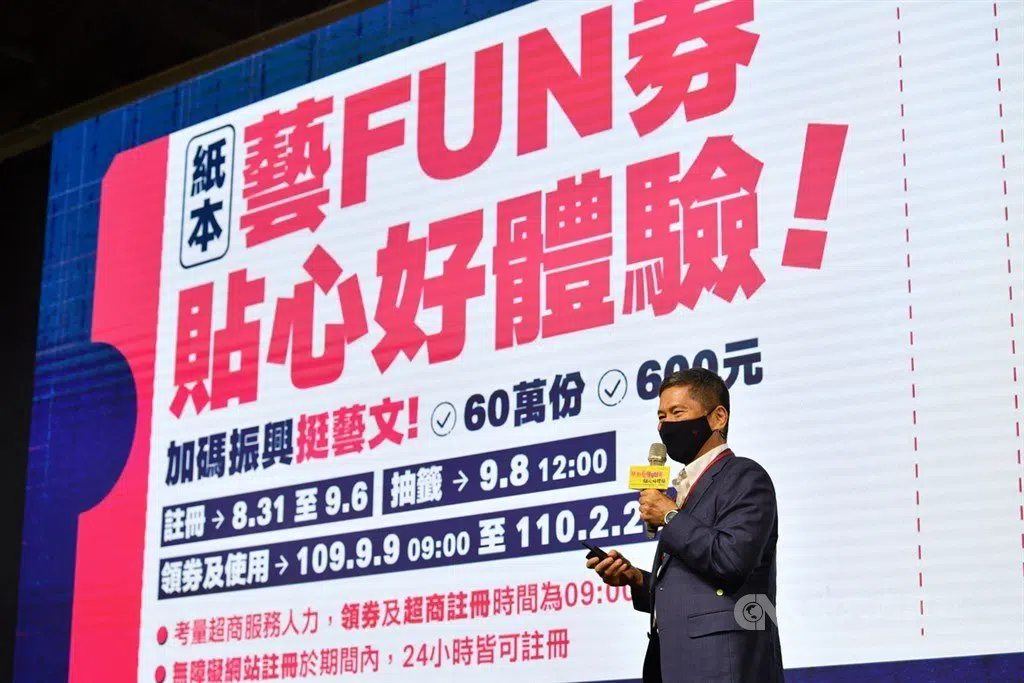 紙本
藝FUN券
貼心好體驗!
加碼振興挺藝文! 60萬份 600元
註冊→8.31 至 9.6 抽籤→9.8 12:00
領券及使用→109.9.9 09:00 至 110.2.2
• 考量超商服務人力,領券及超商註冊時間為09:00
• 無障礙網站註冊於期間內,24小時皆可註冊